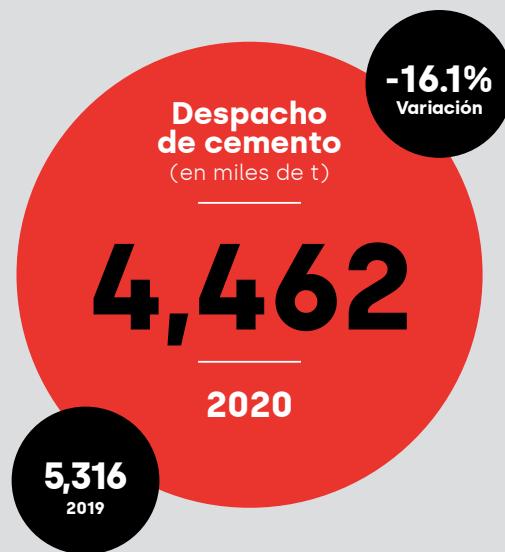 -16.1%
Variación
Despacho
de cemento
(en miles de t)
4,462
2020
5,316
2019